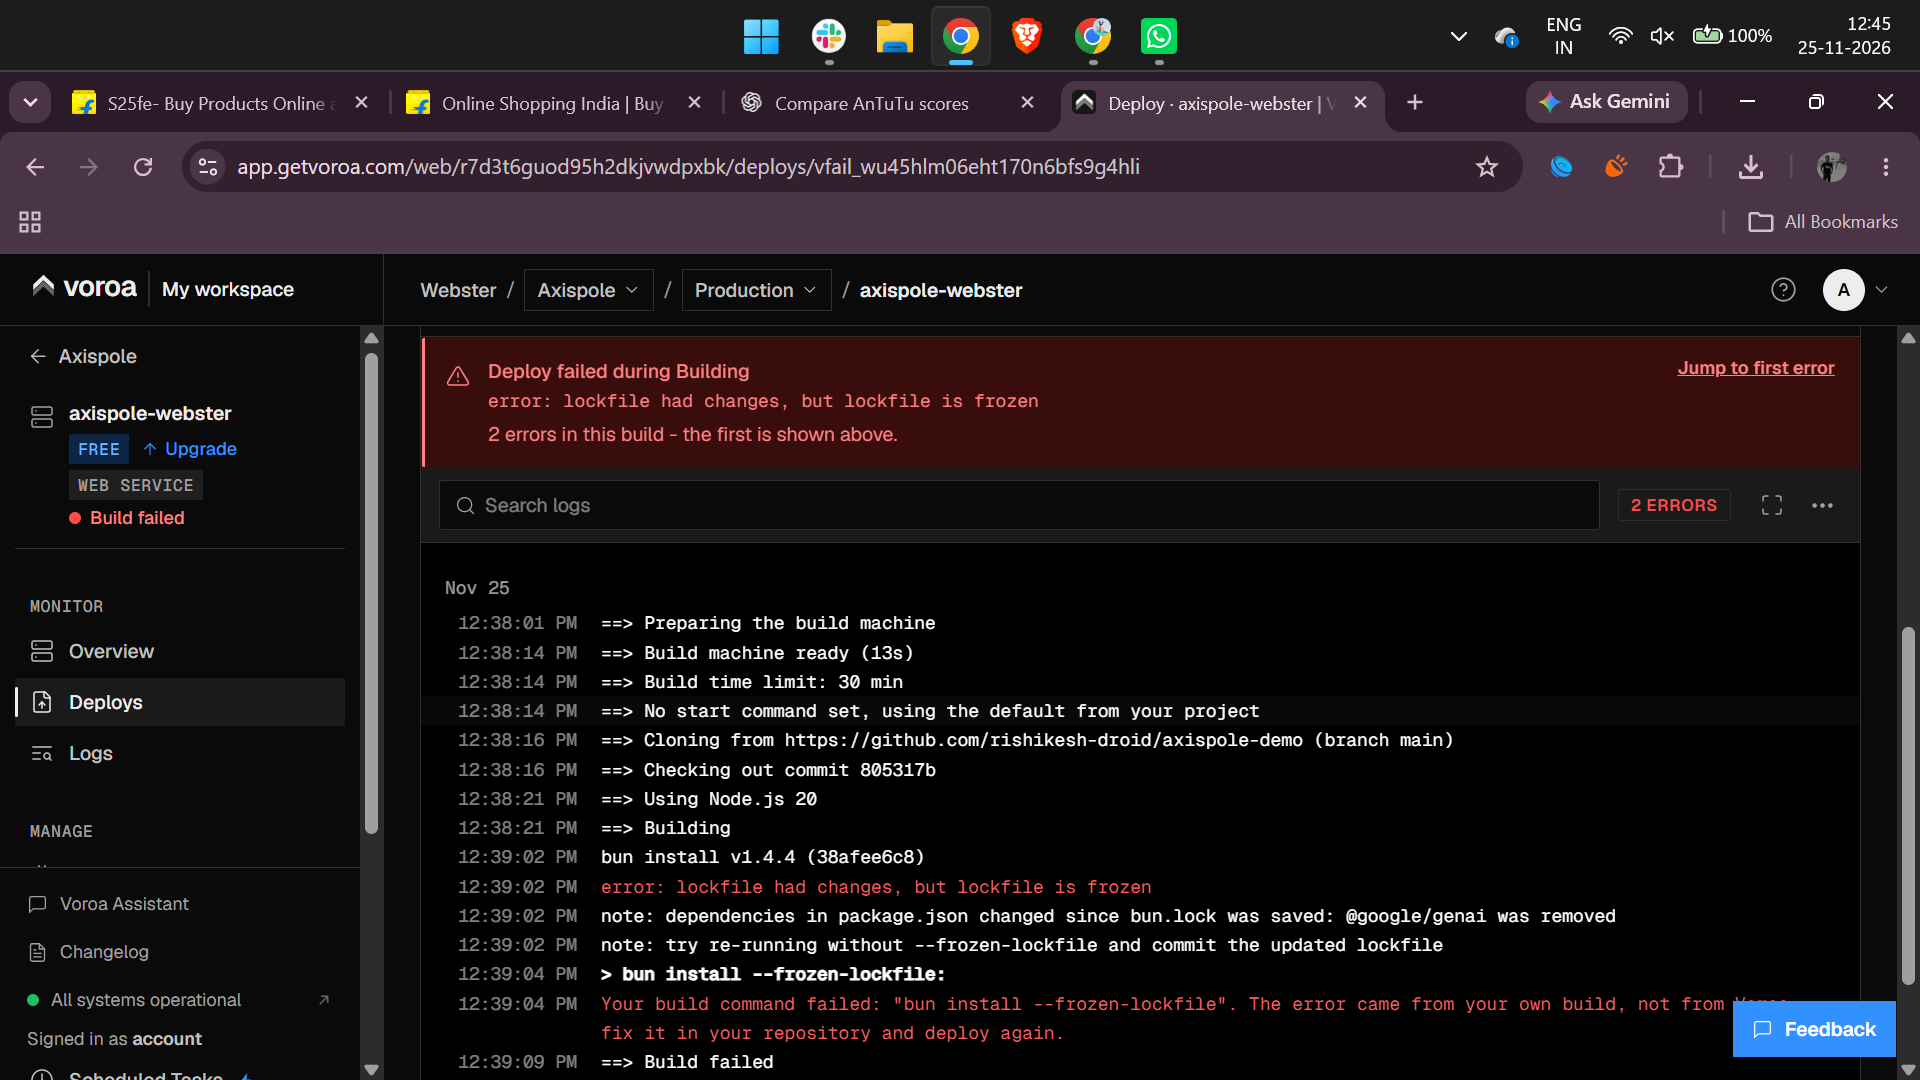 ENG
IN
100%
12:45
25-11-2026
S25fe- Buy Products Online a
Online Shopping India | Buy
Compare AnTuTu scores
Deploy · axispole-webster | V
Ask Gemini
app.getvoroa.com/web/r7d3t6guod95h2dkjvwdpxbk/deploys/vfail_wu45hlm06eht170n6bfs9g4hli
All Bookmarks
voroa
My workspace
Webster / Axispole / Production / axispole-webster
A
Axispole
axispole-webster
FREE
Upgrade
WEB SERVICE
Build failed
MONITOR
Overview
Deploys
Logs
MANAGE
Voroa Assistant
Changelog
All systems operational
Signed in as account
Scheduled Tasks
Deploy failed during Building
Jump to first error
error: lockfile had changes, but lockfile is frozen
2 errors in this build - the first is shown above.
Search logs
2 ERRORS
Nov 25
12:38:01 PM ==> Preparing the build machine
12:38:14 PM ==> Build machine ready (13s)
12:38:14 PM ==> Build time limit: 30 min
12:38:14 PM ==> No start command set, using the default from your project
12:38:16 PM ==> Cloning from https://github.com/rishikesh-droid/axispole-demo (branch main)
12:38:16 PM ==> Checking out commit 805317b
12:38:21 PM ==> Using Node.js 20
12:38:21 PM ==> Building
12:39:02 PM bun install v1.4.4 (38afee6c8)
12:39:02 PM error: lockfile had changes, but lockfile is frozen
12:39:02 PM note: dependencies in package.json changed since bun.lock was saved: @google/genai was removed
12:39:02 PM note: try re-running without --frozen-lockfile and commit the updated lockfile
12:39:04 PM > bun install --frozen-lockfile:
12:39:04 PM Your build command failed: "bun install --frozen-lockfile". The error came from your own build, not from
fix it in your repository and deploy again.
12:39:09 PM ==> Build failed
Feedback